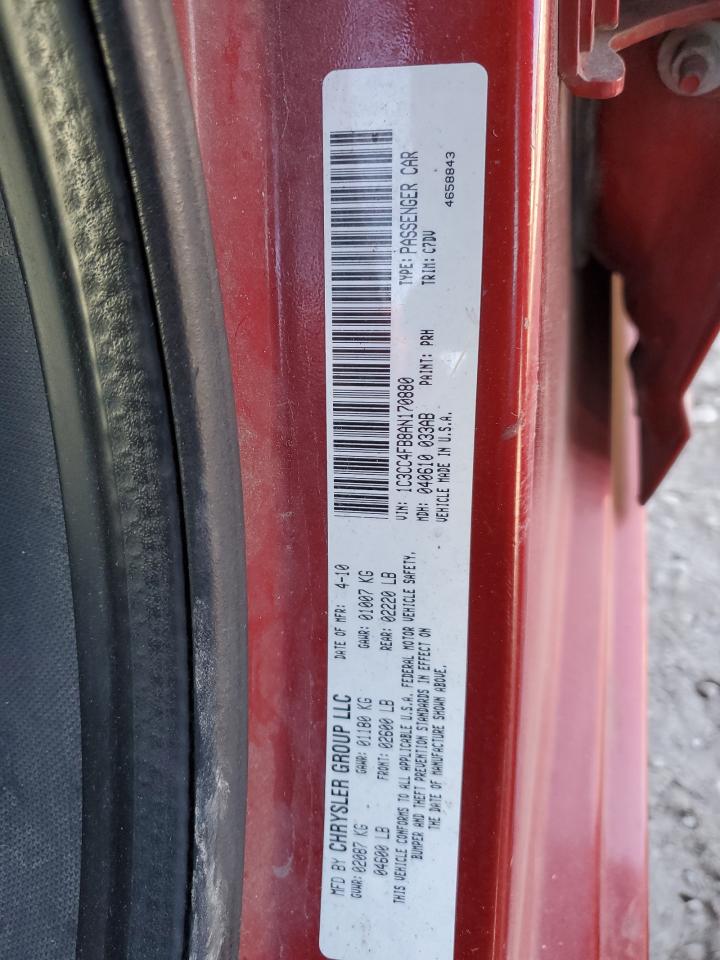 MFD BY CHRYSLER GROUP LLC DATE OF MFR: 4-10
GVWR: 02087 KG GAWR: 01180 KG GAWR: 01007 KG
04600 LB FRONT: 02600 LB REAR: 02220 LB
THIS VEHICLE CONFORMS TO ALL APPLICABLE U.S.A. FEDERAL MOTOR VEHICLE SAFETY,
BUMPER AND THEFT PREVENTION STANDARDS IN EFFECT ON
THE DATE OF MANUFACTURE SHOWN ABOVE.
VIN: 1C3CC4FB8AN170880 TYPE: PASSENGER CAR
MDH: 040610 033AB PAINT: PRH TRIM: C7DV
VEHICLE MADE IN U.S.A.
4658843